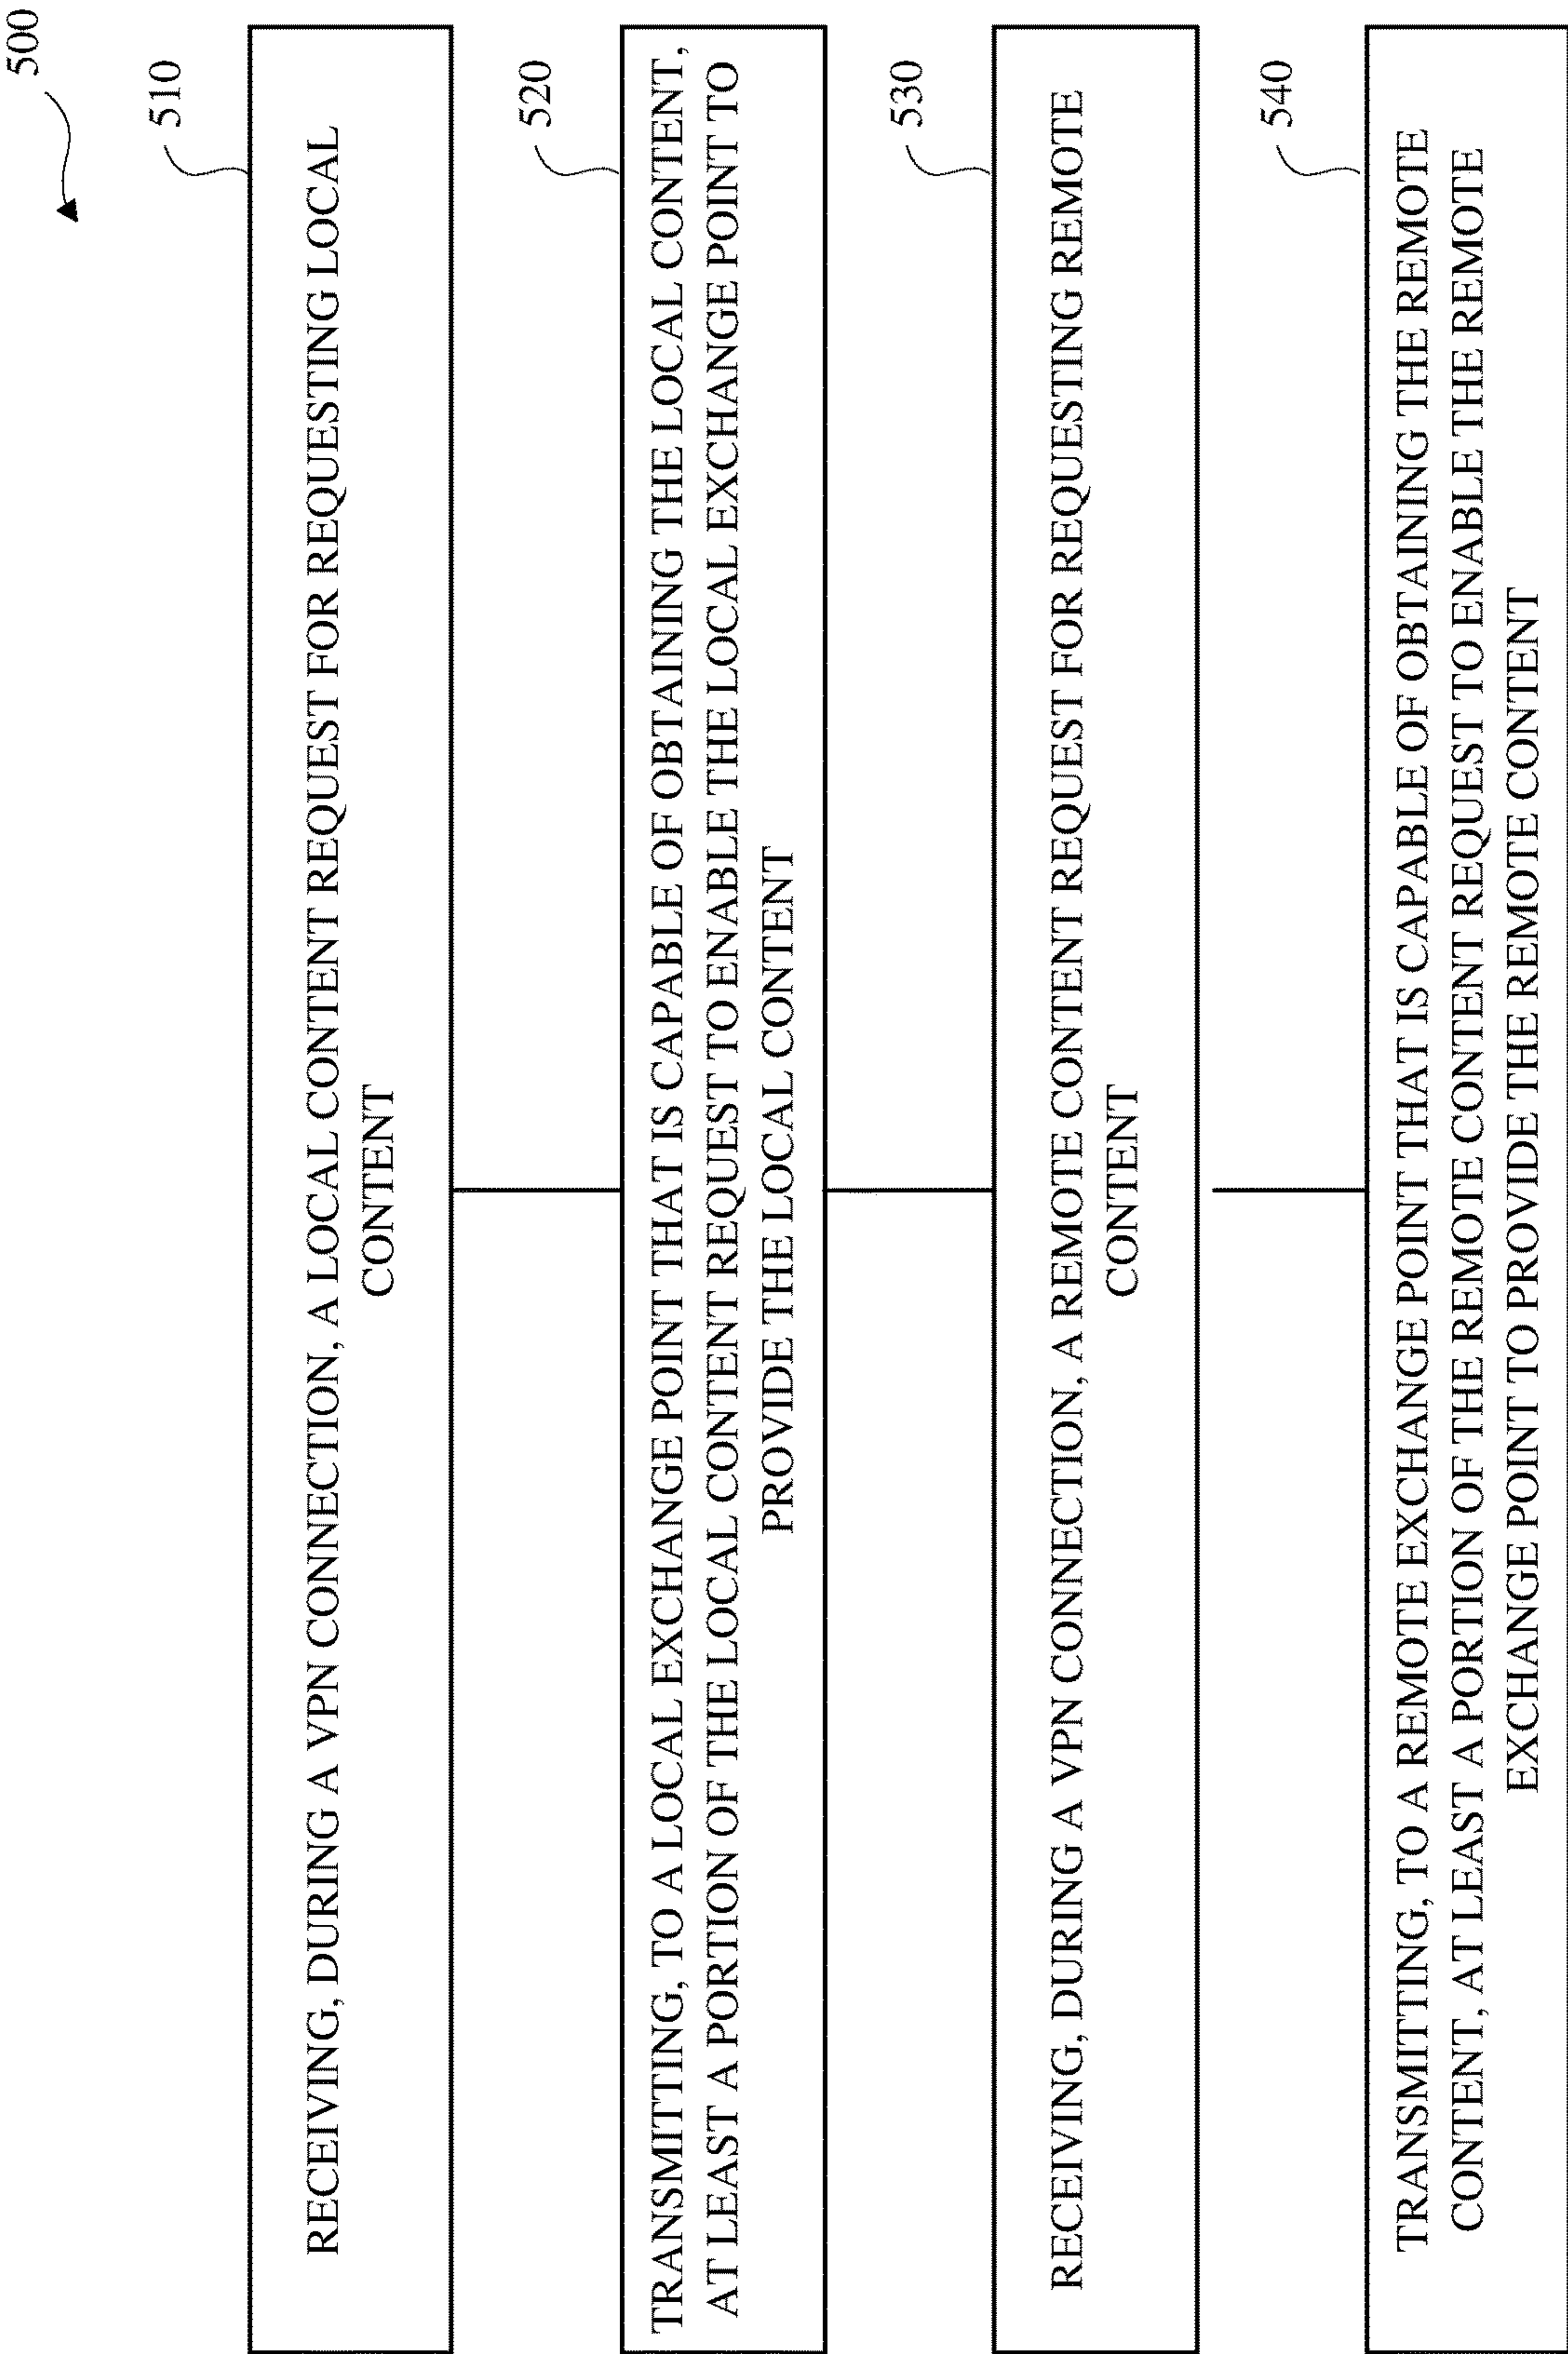 500
510
RECEIVING, DURING A VPN CONNECTION, A LOCAL CONTENT REQUEST FOR REQUESTING LOCAL
CONTENT
520
TRANSMITTING, TO A LOCAL EXCHANGE POINT THAT IS CAPABLE OF OBTAINING THE LOCAL CONTENT,
AT LEAST A PORTION OF THE LOCAL CONTENT REQUEST TO ENABLE THE LOCAL EXCHANGE POINT TO
PROVIDE THE LOCAL CONTENT
530
RECEIVING, DURING A VPN CONNECTION, A REMOTE CONTENT REQUEST FOR REQUESTING REMOTE
CONTENT
540
TRANSMITTING, TO A REMOTE EXCHANGE POINT THAT IS CAPABLE OF OBTAINING THE REMOTE
CONTENT, AT LEAST A PORTION OF THE REMOTE CONTENT REQUEST TO ENABLE THE REMOTE
EXCHANGE POINT TO PROVIDE THE REMOTE CONTENT